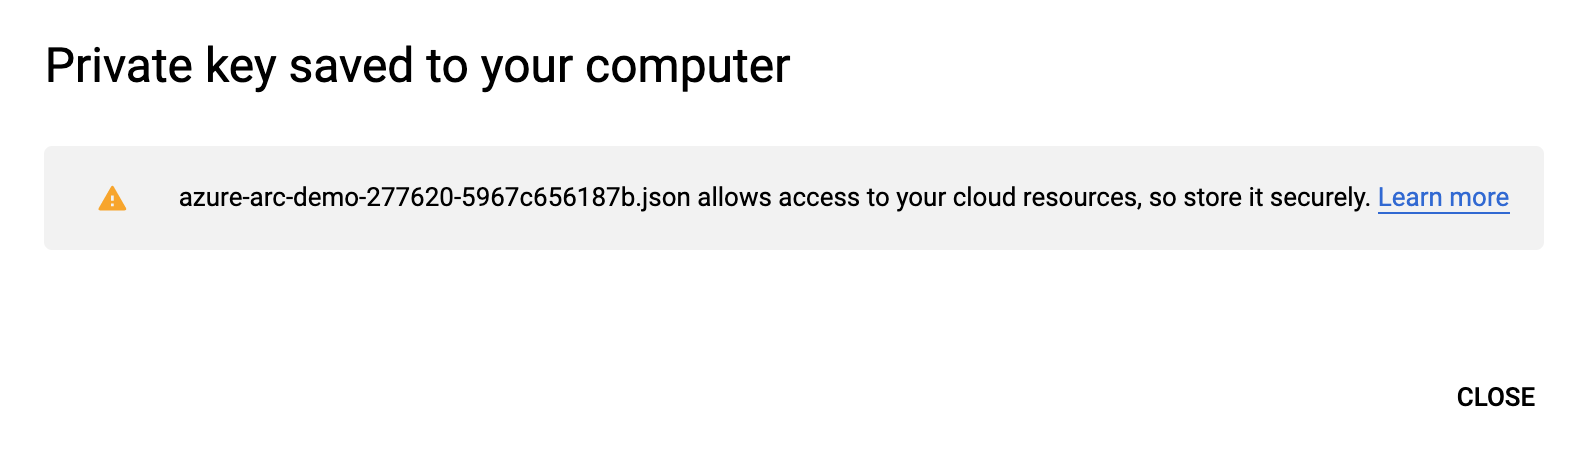 Private key saved to your computer
azure-arc-demo-277620-5967c656187b.json allows access to your cloud resources, so store it securely. Learn more
CLOSE